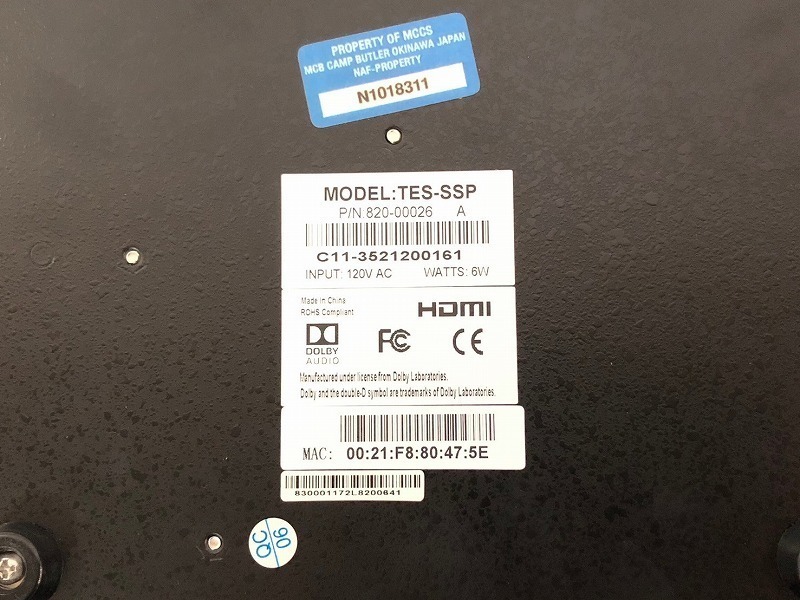 PROPERTY OF MCCS
MCB CAMP BUTLER OKINAWA JAPAN
NAF-PROPERTY
N1018311
MODEL:TES-SSP
P/N:820-00026 A
C11-3521200161
INPUT: 120V AC WATTS: 6W
Made in China
ROHS Compliant
HDMI
DOLBY
AUDIO
FC CE
Manufactured under license from Dolby Laboratories.
Dolby and the double-D symbol are trademarks of Dolby Laboratories.
MAC: 00:21:F8:80:47:5E
830001172L8200641
QC
06